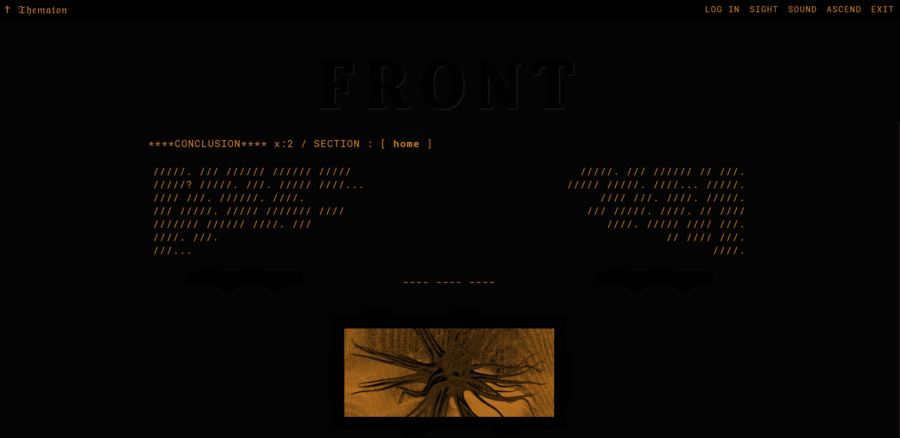 † Thematon
LOG IN SIGHT SOUND ASCEND EXIT
FRONT
****CONCLUSION**** x:2 / SECTION : [ home ]
/////. /// ////// ////// /////
/////? /////. ///. ///// ////...
//// ///. //////. ////.
/// /////. ///// /////// ////
/////// ////// ////. ///
////. ///.
///...
/////. /// ////// // ///.
///// /////. ////... /////.
//// ///. ////. /////.
/// /////. ////. // ////
////. ///// //// ///.
// //// ///.
////.
---- ---- ----